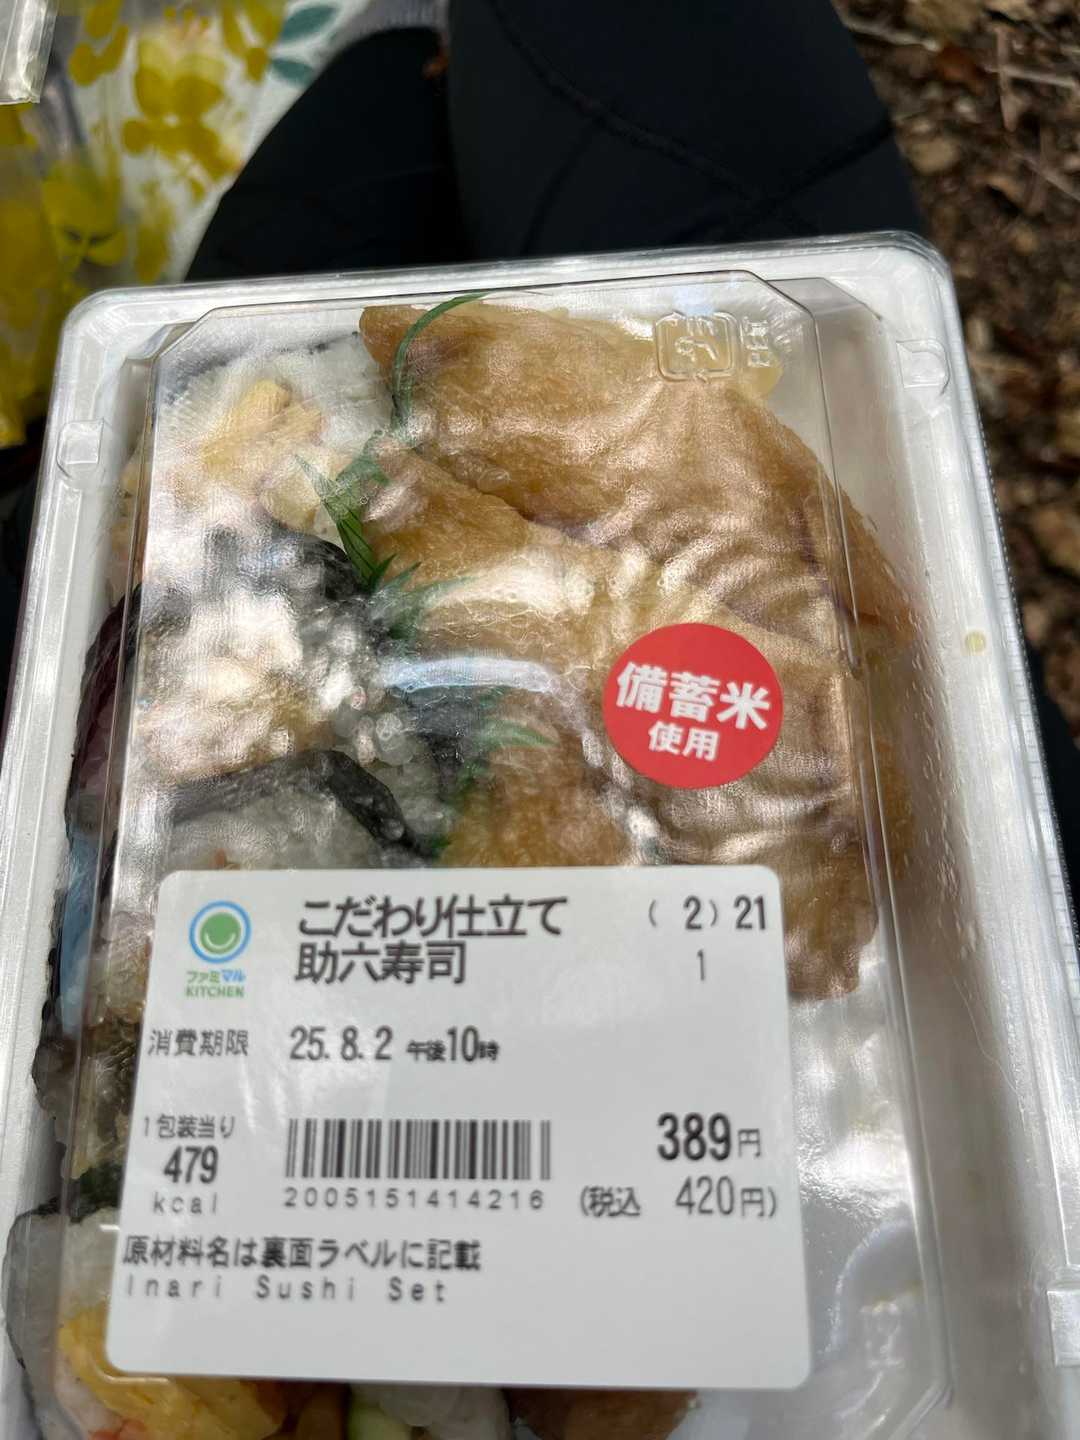 プラ
PET
備蓄米
使用
こだわり仕立て
助六寿司
( 2) 21
1
ファミマル
KITCHEN
消費期限 25. 8. 2 午後10時
1包装当り
479
kcal
2005151414216
389円
(税込 420円)
原材料名は裏面ラベルに記載
Inari Sushi Set